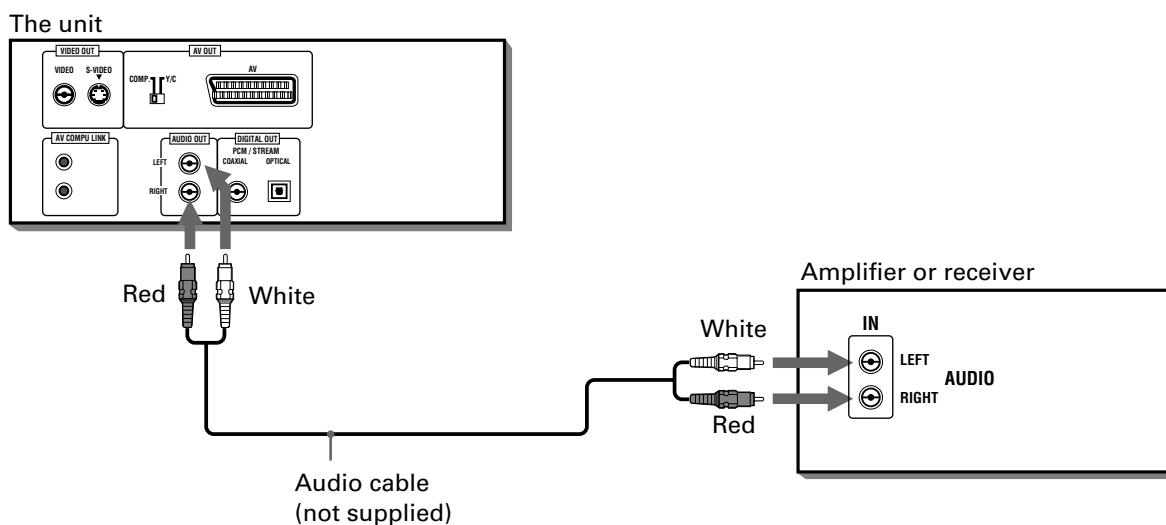 The unit
VIDEO OUT
AV OUT
VIDEO
S-VIDEO
COMP.
Y/C
AV
AV COMPU LINK
AUDIO OUT
DIGITAL OUT
PCM / STREAM
LEFT
COAXIAL
OPTICAL
RIGHT
Red
White
Amplifier or receiver
White
IN
LEFT
AUDIO
RIGHT
Red
Audio cable
(not supplied)